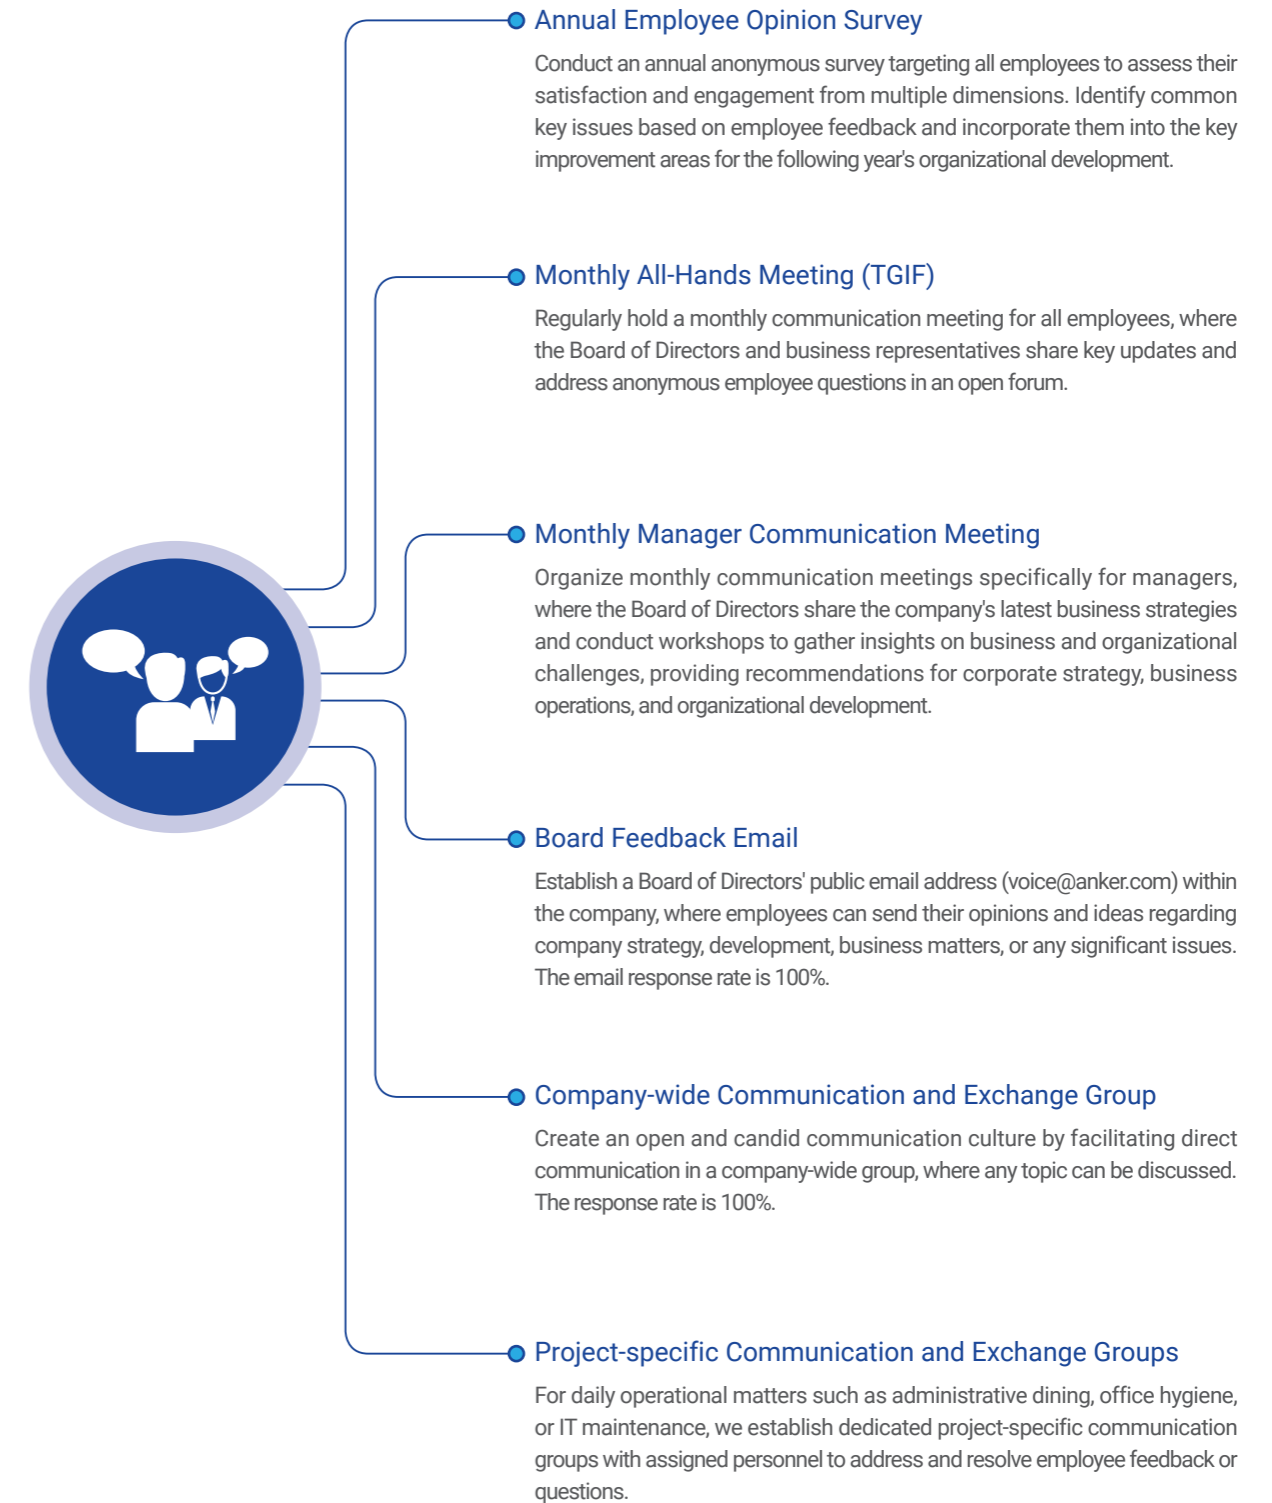 Annual Employee Opinion Survey
Conduct an annual anonymous survey targeting all employees to assess their
satisfaction and engagement from multiple dimensions. Identify common
key issues based on employee feedback and incorporate them into the key
improvement areas for the following year's organizational development.
Monthly All-Hands Meeting (TGIF)
Regularly hold a monthly communication meeting for all employees, where
the Board of Directors and business representatives share key updates and
address anonymous employee questions in an open forum.
Monthly Manager Communication Meeting
Organize monthly communication meetings specifically for managers,
where the Board of Directors share the company's latest business strategies
and conduct workshops to gather insights on business and organizational
challenges, providing recommendations for corporate strategy, business
operations, and organizational development.
Board Feedback Email
Establish a Board of Directors' public email address (voice@anker.com) within
the company, where employees can send their opinions and ideas regarding
company strategy, development, business matters, or any significant issues.
The email response rate is 100%.
Company-wide Communication and Exchange Group
Create an open and candid communication culture by facilitating direct
communication in a company-wide group, where any topic can be discussed.
The response rate is 100%.
Project-specific Communication and Exchange Groups
For daily operational matters such as administrative dining, office hygiene,
or IT maintenance, we establish dedicated project-specific communication
groups with assigned personnel to address and resolve employee feedback or
questions.